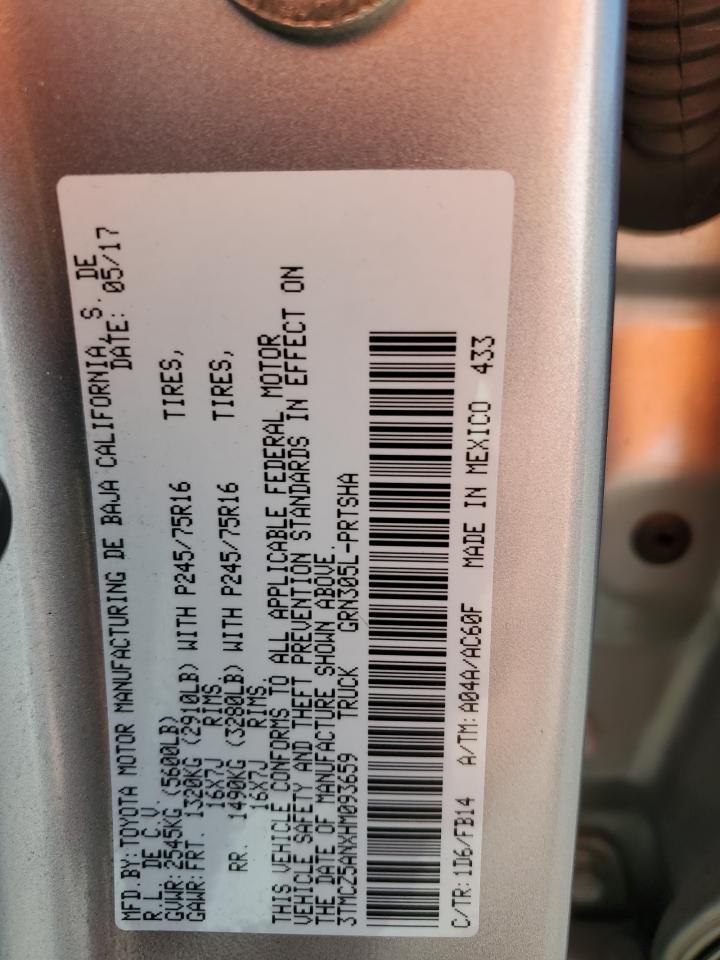 MFD BY: TOYOTA MOTOR MANUFACTURING DE BAJA CALIFORNIA, S. DE
R.L. DE C.V. DATE: 05/17
GVWR: 2545KG (5600LB)
GAWR: FRT. 1320KG (2910LB) WITH P245/75R16 TIRES,
16X7J RIMS.
RR. 1490KG (3280LB) WITH P245/75R16 TIRES,
16X7J RIMS.
THIS VEHICLE CONFORMS TO ALL APPLICABLE FEDERAL MOTOR
VEHICLE SAFETY AND THEFT PREVENTION STANDARDS IN EFFECT ON
THE DATE OF MANUFACTURE SHOWN ABOVE.
3TMCZ5ANXHM093659 TRUCK GRN305L-PRTSHA
C/TR: 1D6/FB14 A/TM: A04A/AC60F MADE IN MEXICO 433